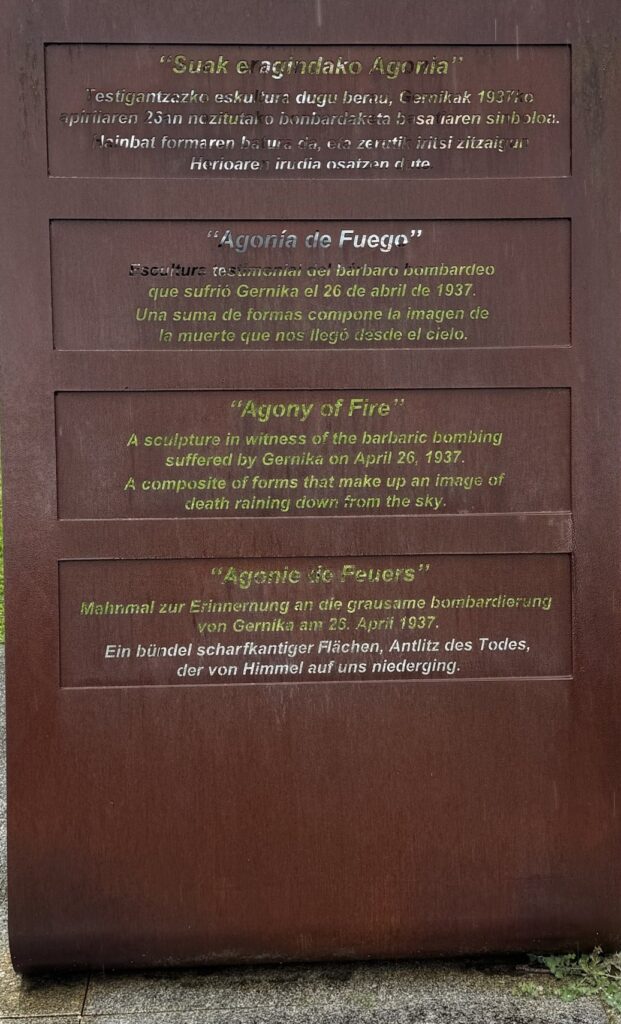 “Suak eragindako Agonia”
Testigantzazko eskultura dugu berau, Gernikak 1937ko
apirilaren 26an nozitutako bonbardaketa basatiaren sinboloa.
Hainbat formaren batura da, eta zerutik iritsi zitzaigun
Herioaren irudia osatzen dute.
“Agonía de Fuego”
Escultura testimonial del bárbaro bombardeo
que sufrió Gernika el 26 de abril de 1937.
Una suma de formas compone la imagen de
la muerte que nos llegó desde el cielo.
“Agony of Fire”
A sculpture in witness of the barbaric bombing
suffered by Gernika on April 26, 1937.
A composite of forms that make up an image of
death raining down from the sky.
“Agonie de Feuers”
Mahnmal zur Erinnernung an die grausame bombardierung
von Gernika am 26. April 1937.
Ein bündel scharfkantiger Flächen, Antlitz des Todes,
der von Himmel auf uns niederging.